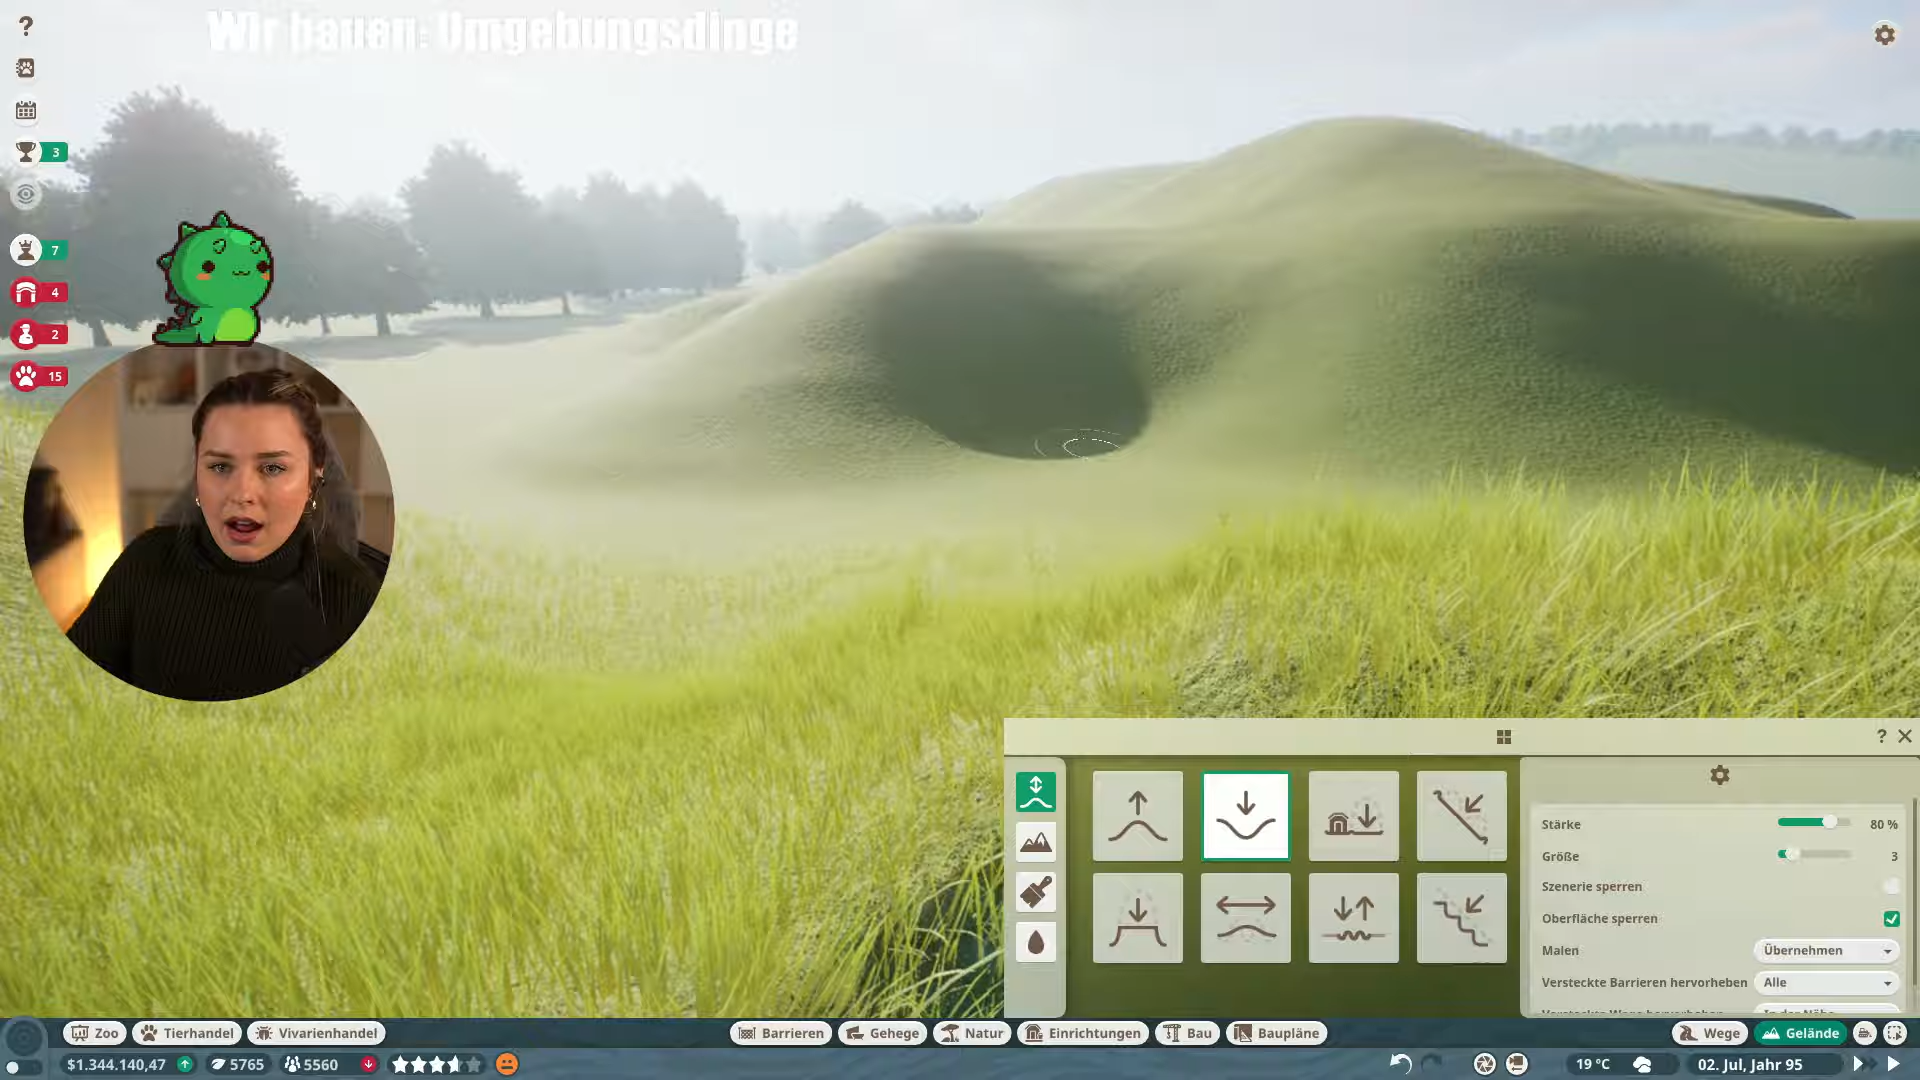 Wir bauen: Umgebungsdinge
?
3
7
4
2
15
?
Stärke
80 %
Größe
3
Szenerie sperren
Oberfläche sperren
Malen
Übernehmen
Versteckte Barrieren hervorheben
Alle
Zoo
Tierhandel
Vivarienhandel
Barrieren
Gehege
Natur
Einrichtungen
Bau
Baupläne
Wege
Gelände
$1.344.140,47
5765
5560
19 °C
02. Jul, Jahr 95